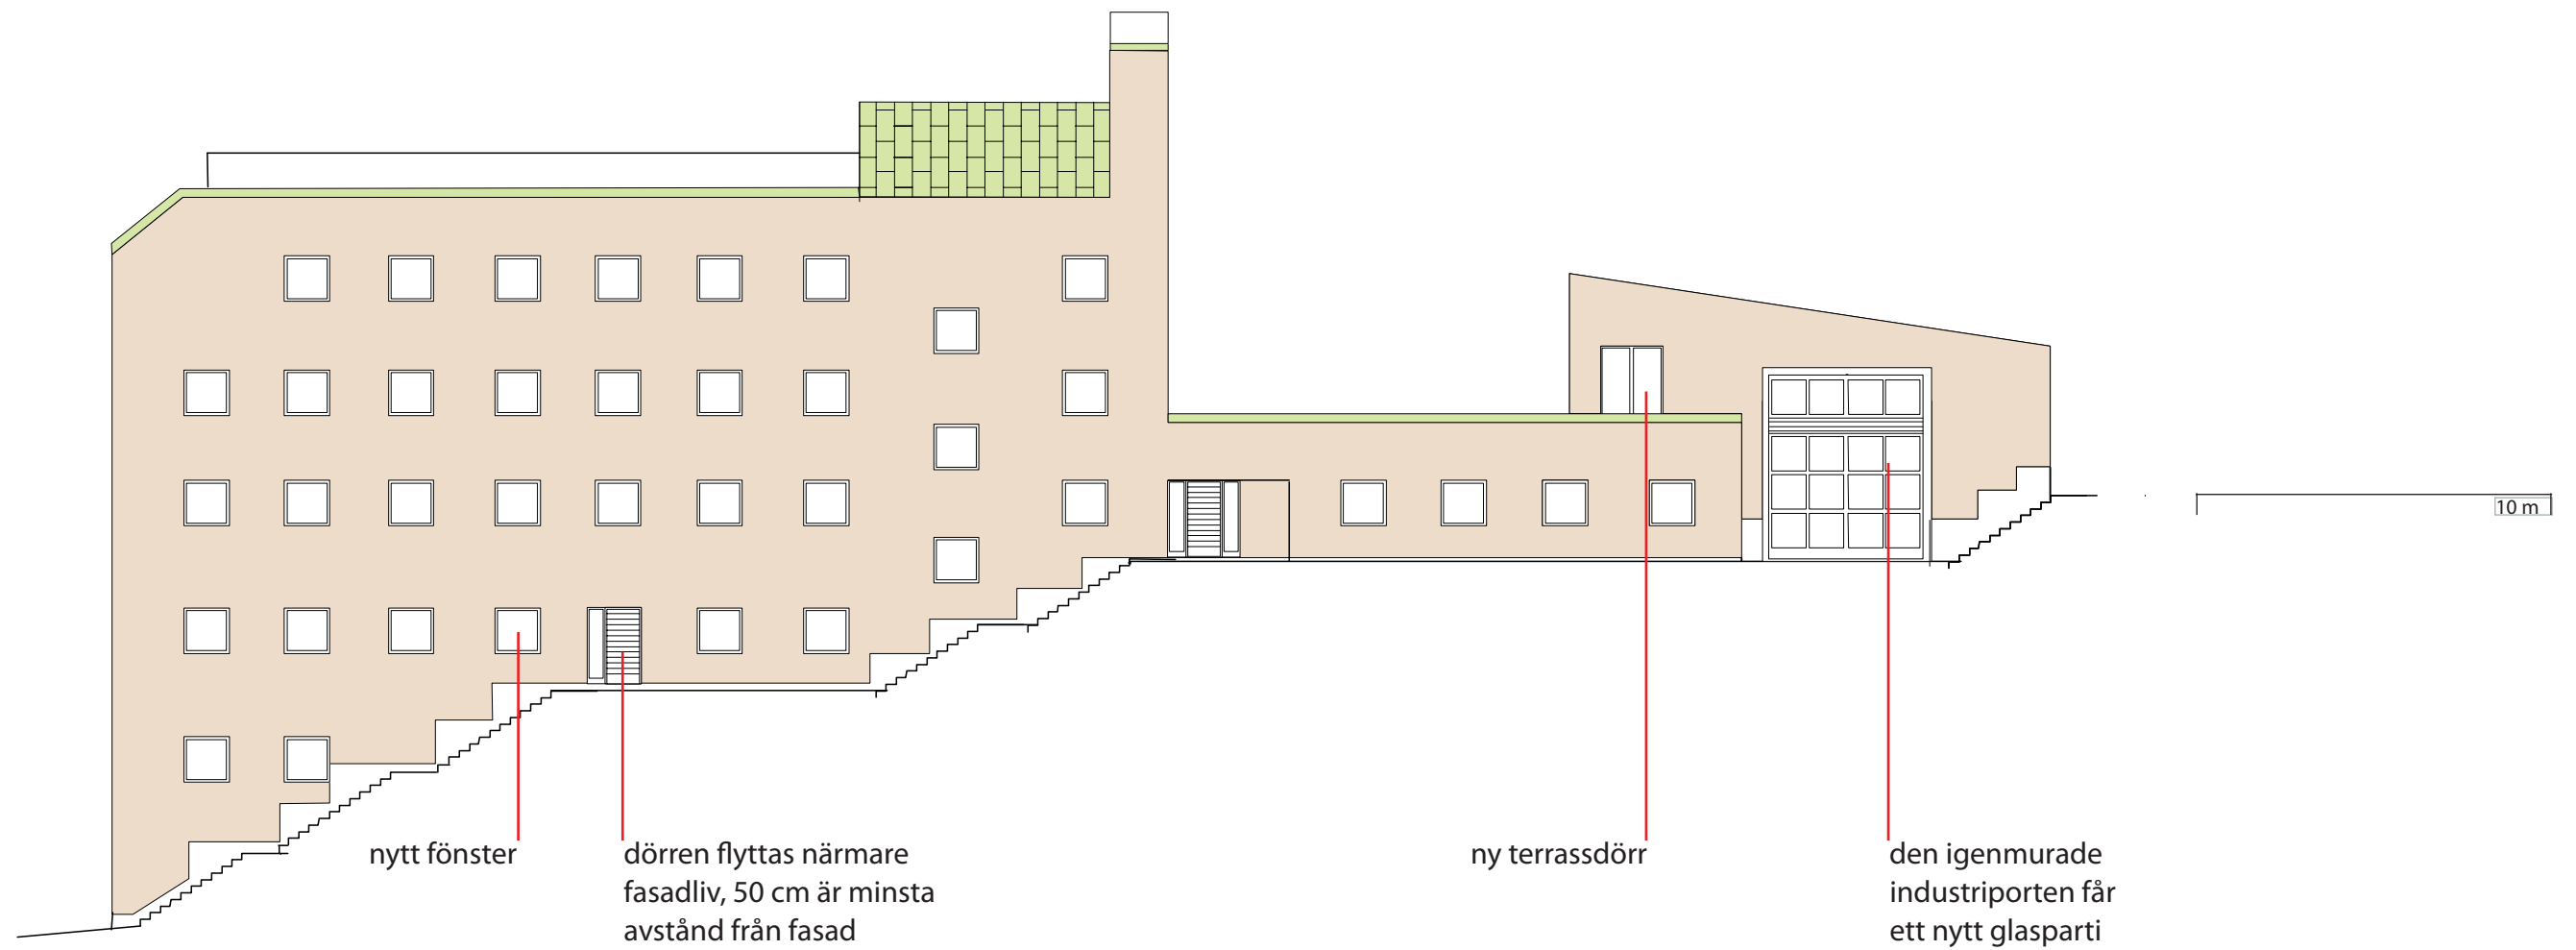 10 m
nytt fönster
dörren flyttas närmare
fasadliv, 50 cm är minsta
avstånd från fasad
ny terrassdörr
den igenmurade
industriporten får
ett nytt glasparti